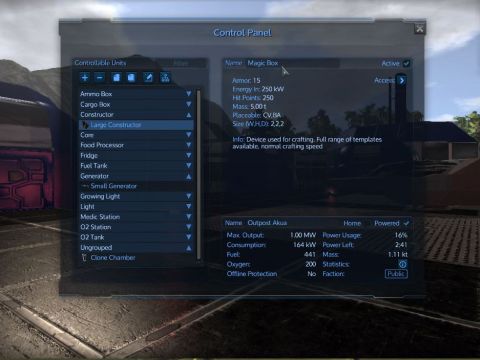 Control Panel
Controllable Units
Filter
Ammo Box
Cargo Box
Constructor
Large Constructor
Core
Food Processor
Fridge
Fuel Tank
Generator
Small Generator
Growing Light
Light
Medic Station
O2 Station
O2 Tank
Ungrouped
Clone Chamber
Name Magic Box Active
Armor: 15 Access:
Energy In: 250 kW
Hit Points: 250
Mass: 5,00 t
Placeable: CV,BA
Size (W,H,D): 2,2,2
Info: Device used for crafting. Full range of templates
available, normal crafting speed
Name Outpost Akua Home Powered
Max. Output: 1.00 MW Power Usage: 16%
Consumption: 164 kW Power Left: 2:41
Fuel: 441 Mass: 1.11 kt
Oxygen: 200 Statistics:
Offline Protection No Faction: Public